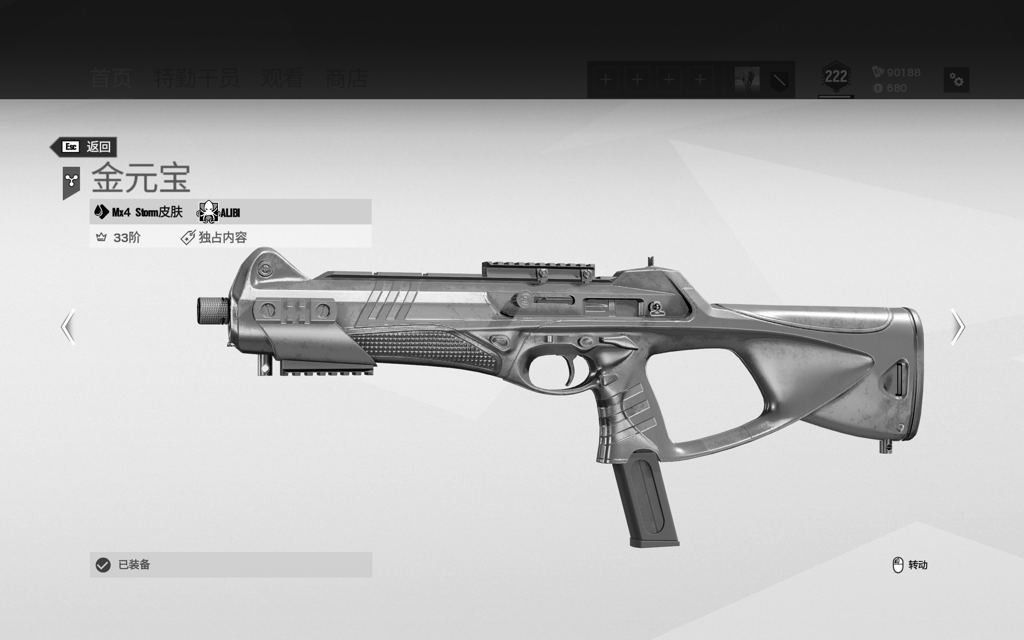 首页 特勤干员 观看 商店
222
90188
680
Esc 返回
金元宝
Mx4 Storm皮肤 ALIBI
33阶 独占内容
已装备
转动